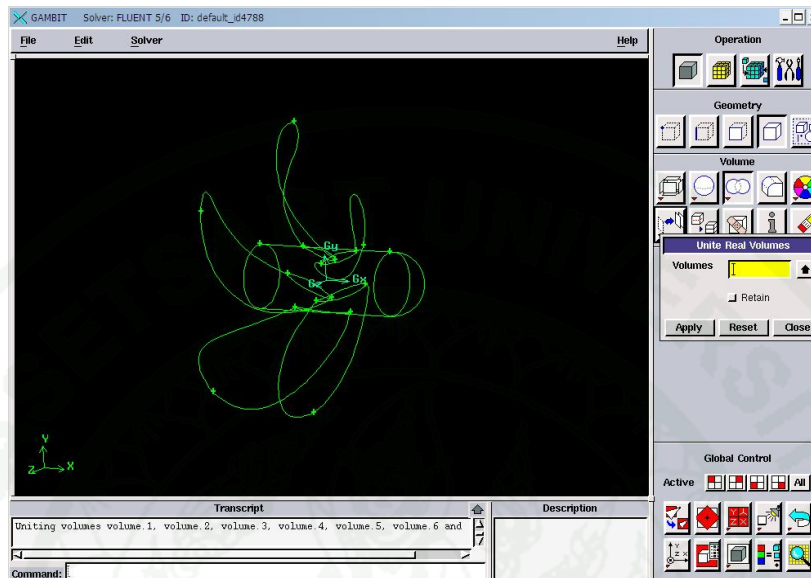 GAMBIT Solver: FLUENT 5/6 ID: default_id4788
File Edit Solver Help
Operation
Geometry
Volume
Unite Real Volumes
Volumes
Retain
Apply Reset Close
Gy
Gz Gx
Y
Z X
Global Control
Active All
Transcript
Uniting volumes volume.1, volume.2, volume.3, volume.4, volume.5, volume.6 and
Description
Command: